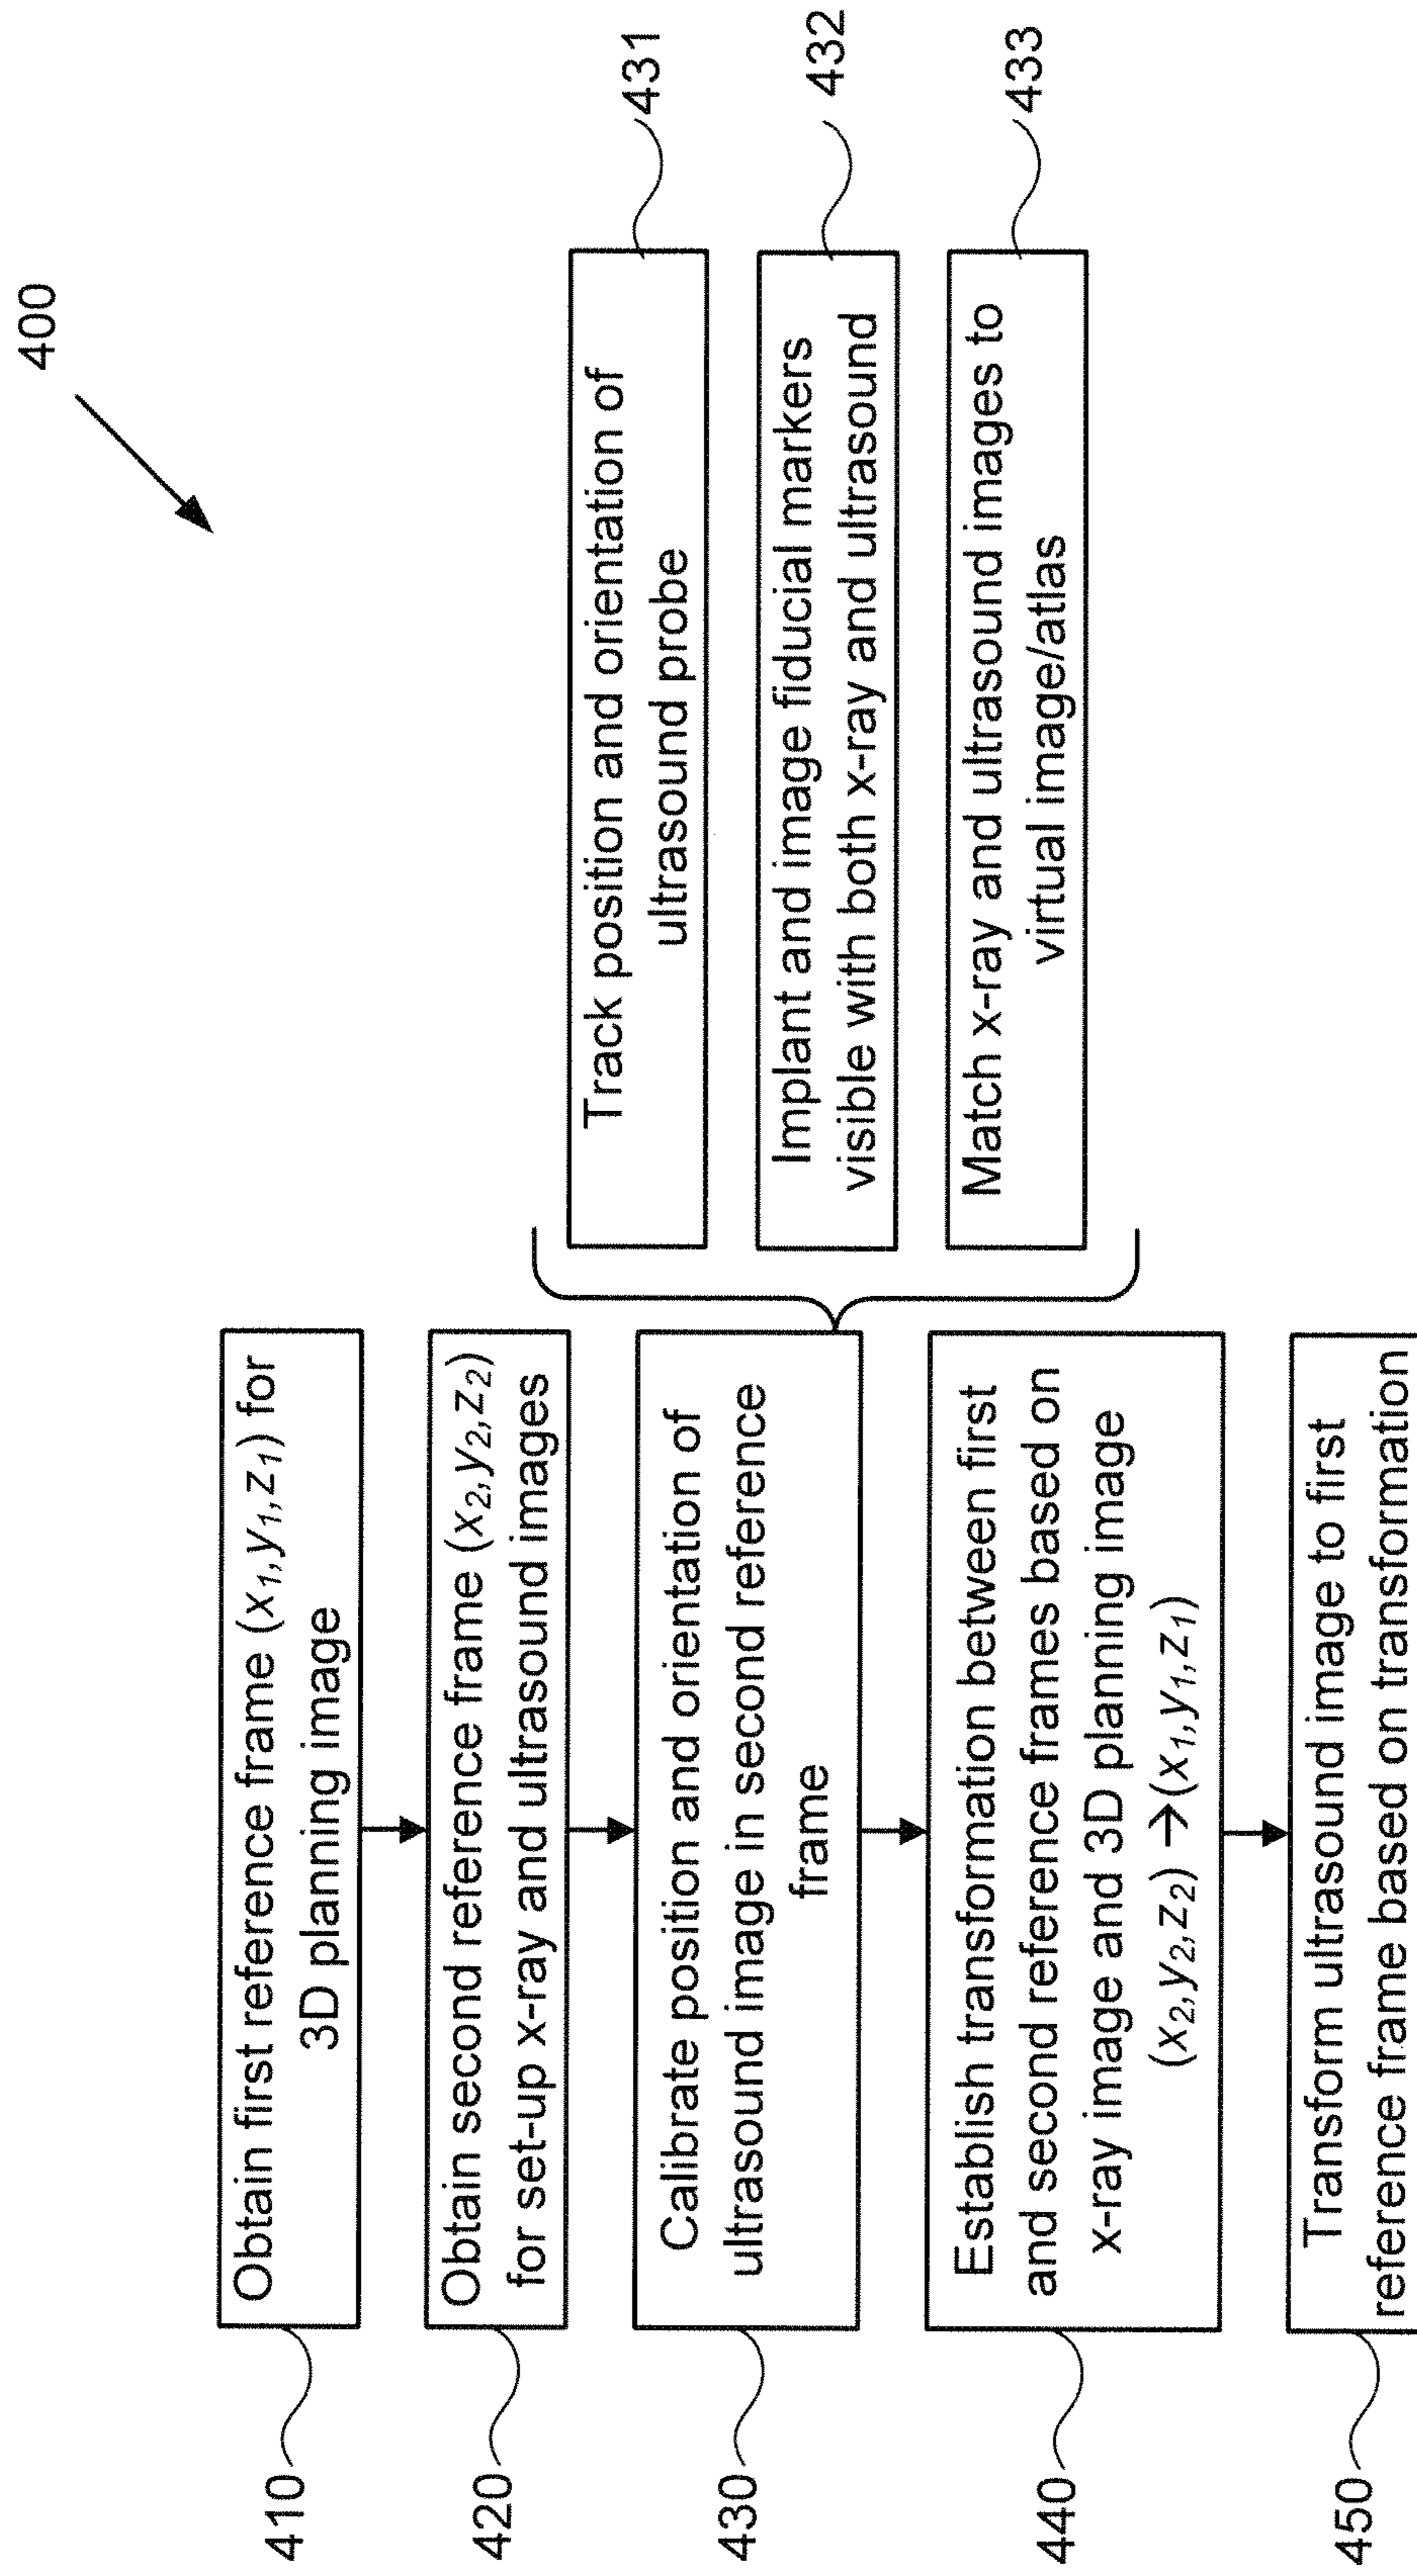 400
410
Obtain first reference frame (x₁,y₁,z₁) for
3D planning image
420
Obtain second reference frame (x₂,y₂,z₂)
for set-up x-ray and ultrasound images
430
Calibrate position and orientation of
ultrasound image in second reference
frame
431
Track position and orientation of
ultrasound probe
432
Implant and image fiducial markers
visible with both x-ray and ultrasound
433
Match x-ray and ultrasound images to
virtual image/atlas
440
Establish transformation between first
and second reference frames based on
x-ray image and 3D planning image
(x₂,y₂,z₂)→(x₁,y₁,z₁)
450
Transform ultrasound image to first
reference frame based on transformation